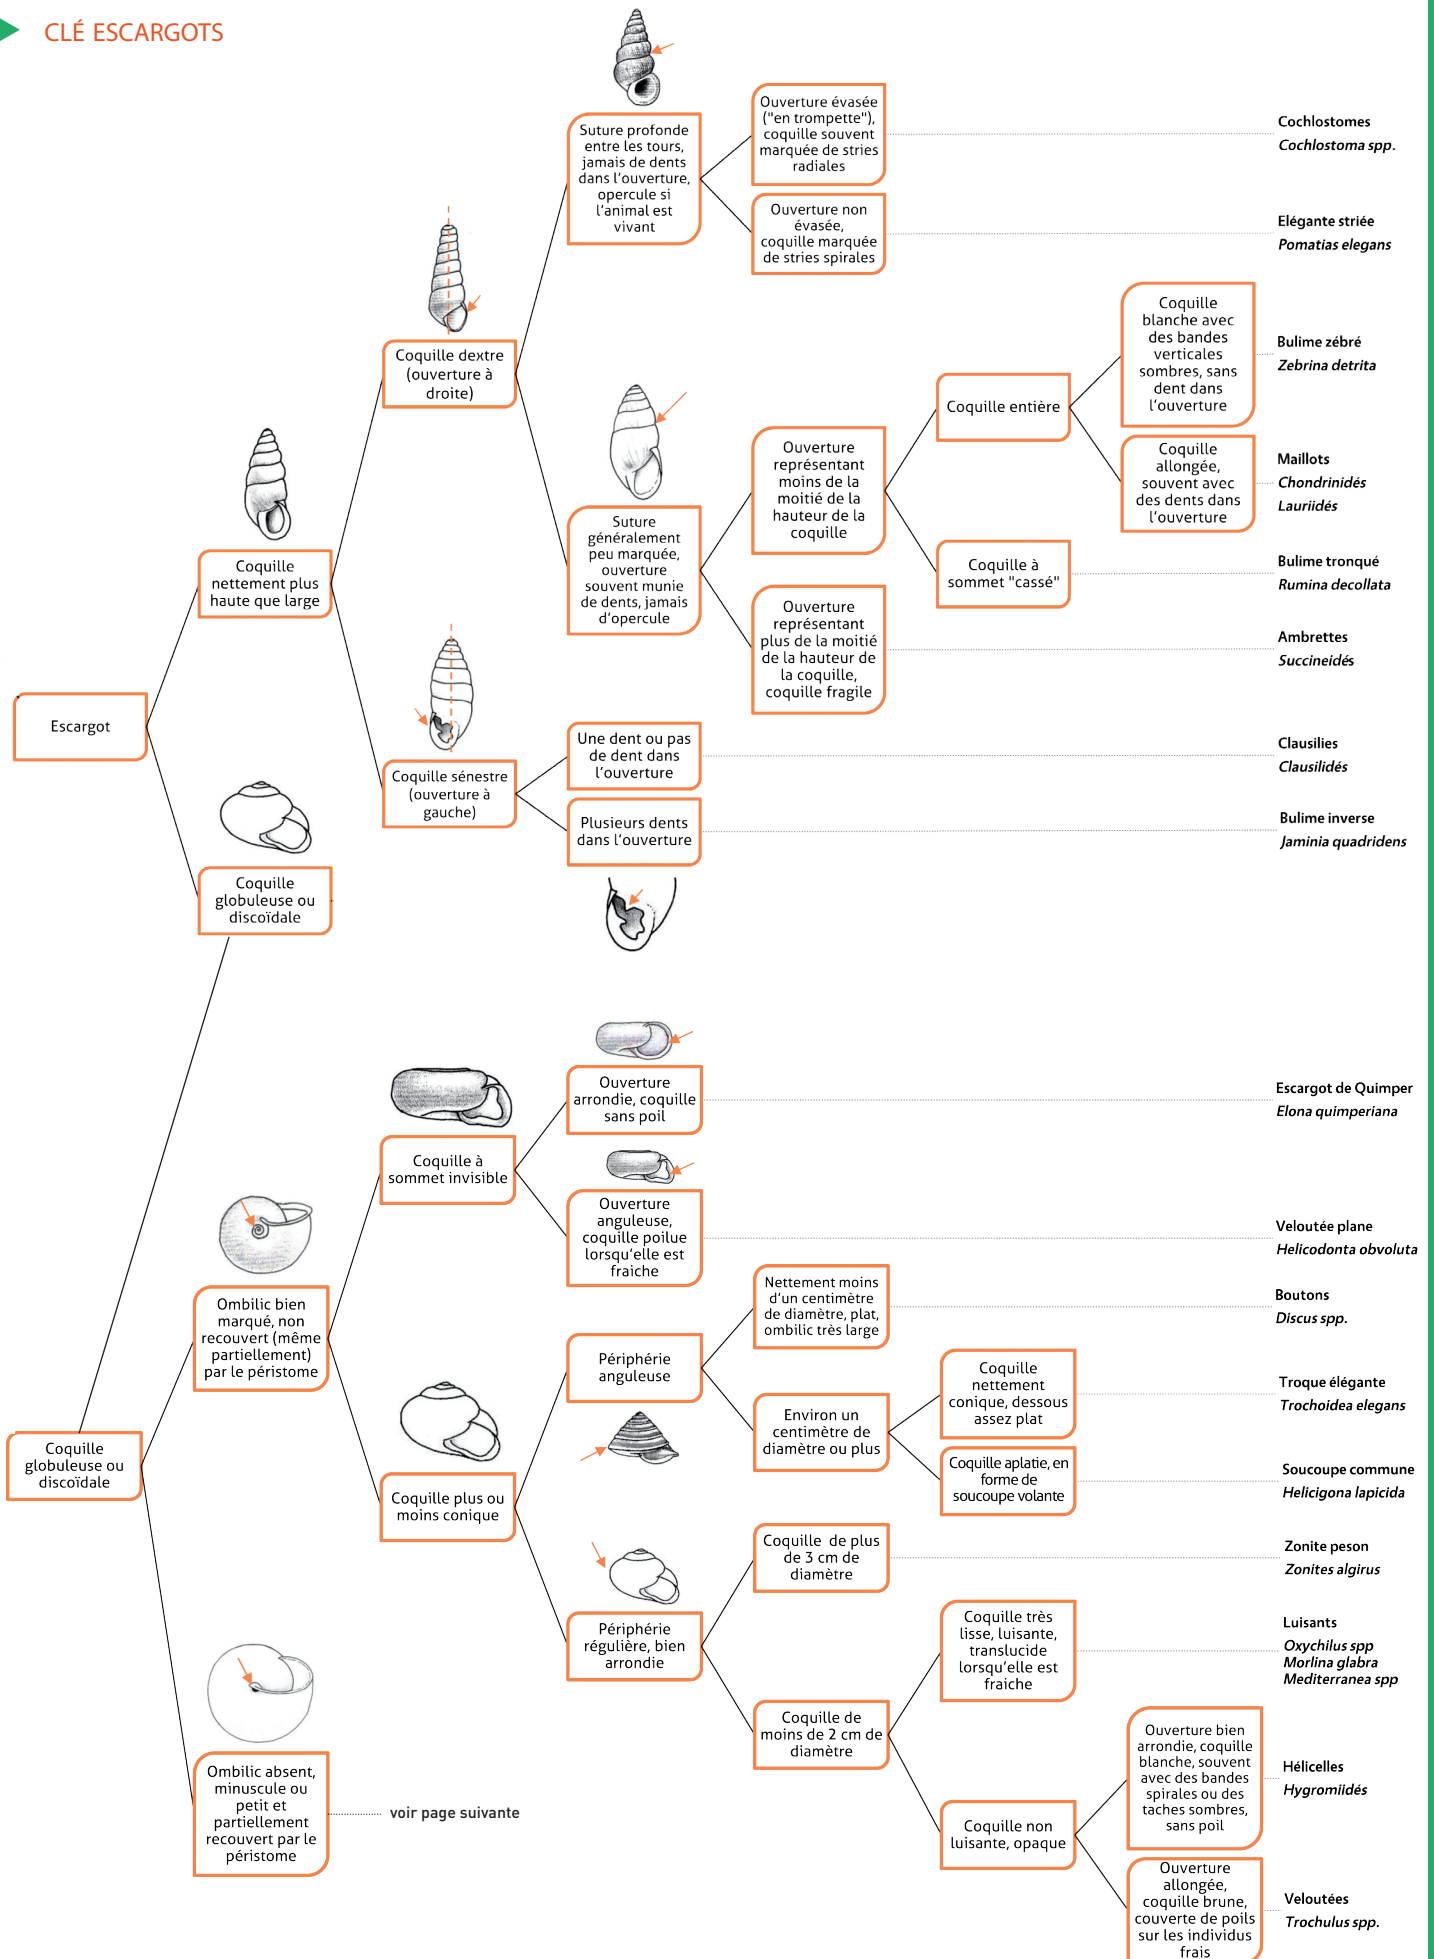 CLÉ ESCARGOTS
Suture profonde
entre les tours,
jamais de dents
dans l'ouverture,
opercule si
l'animal est
vivant
Ouverture évasée
("en trompette"),
coquille souvent
marquée de stries
radiales
Cochlostomes
Cochlostoma spp.
Ouverture non
évasée,
coquille marquée
de stries spirales
Elégante striée
Pomatias elegans
Coquille dextre
(ouverture à
droite)
Coquille
blanche avec
des bandes
verticales
sombres, sans
dent dans
l'ouverture
Bulime zébré
Zebrina detrita
Coquille entière
Ouverture
représentant
moins de la
moitié de la
hauteur de la
coquille
Coquille
allongée,
souvent avec
des dents dans
l'ouverture
Maillots
Chondrinidés
Lauriidés
Suture
généralement
peu marquée,
ouverture
souvent munie
de dents, jamais
d'opercule
Coquille à
sommet "cassé"
Bulime tronqué
Rumina decollata
Coquille
nettement plus
haute que large
Ouverture
représentant
plus de la moitié
de la hauteur de
la coquille,
coquille fragile
Ambrettes
Succineidés
Escargot
Coquille sénestre
(ouverture à
gauche)
Une dent ou pas
de dent dans
l'ouverture
Clausilies
Clausilidés
Plusieurs dents
dans l'ouverture
Bulime inverse
Jaminia quadridens
Coquille
globuleuse ou
discoïdale
Ouverture
arrondie, coquille
sans poil
Escargot de Quimper
Elona quimperiana
Coquille à
sommet invisible
Ouverture
anguleuse,
coquille poilue
lorsqu'elle est
fraiche
Veloutée plane
Helicodonta obvoluta
Ombilic bien
marqué, non
recouvert (même
partiellement)
par le péristome
Nettement moins
d'un centimètre
de diamètre, plat,
ombilic très large
Boutons
Discus spp.
Périphérie
anguleuse
Coquille
nettement
conique, dessous
assez plat
Troque élégante
Trochoidea elegans
Environ un
centimètre de
diamètre ou plus
Coquille
globuleuse ou
discoïdale
Coquille aplatie, en
forme de
soucoupe volante
Soucoupe commune
Helicigona lapicida
Coquille plus ou
moins conique
Coquille de plus
de 3 cm de
diamètre
Zonite peson
Zonites algirus
Périphérie
régulière, bien
arrondie
Coquille très
lisse, luisante,
translucide
lorsqu'elle est
fraiche
Luisants
Oxychilus spp
Morlina glabra
Mediterranea spp
Coquille de
moins de 2 cm de
diamètre
Ombilic absent,
minuscule ou
petit et
partiellement
recouvert par le
péristome
voir page suivante
Ouverture bien
arrondie, coquille
blanche, souvent
avec des bandes
spirales ou des
taches sombres,
sans poil
Hélicelles
Hygromiidés
Coquille non
luisante, opaque
Ouverture
allongée,
coquille brune,
couverte de poils
sur les individus
frais
Veloutées
Trochulus spp.